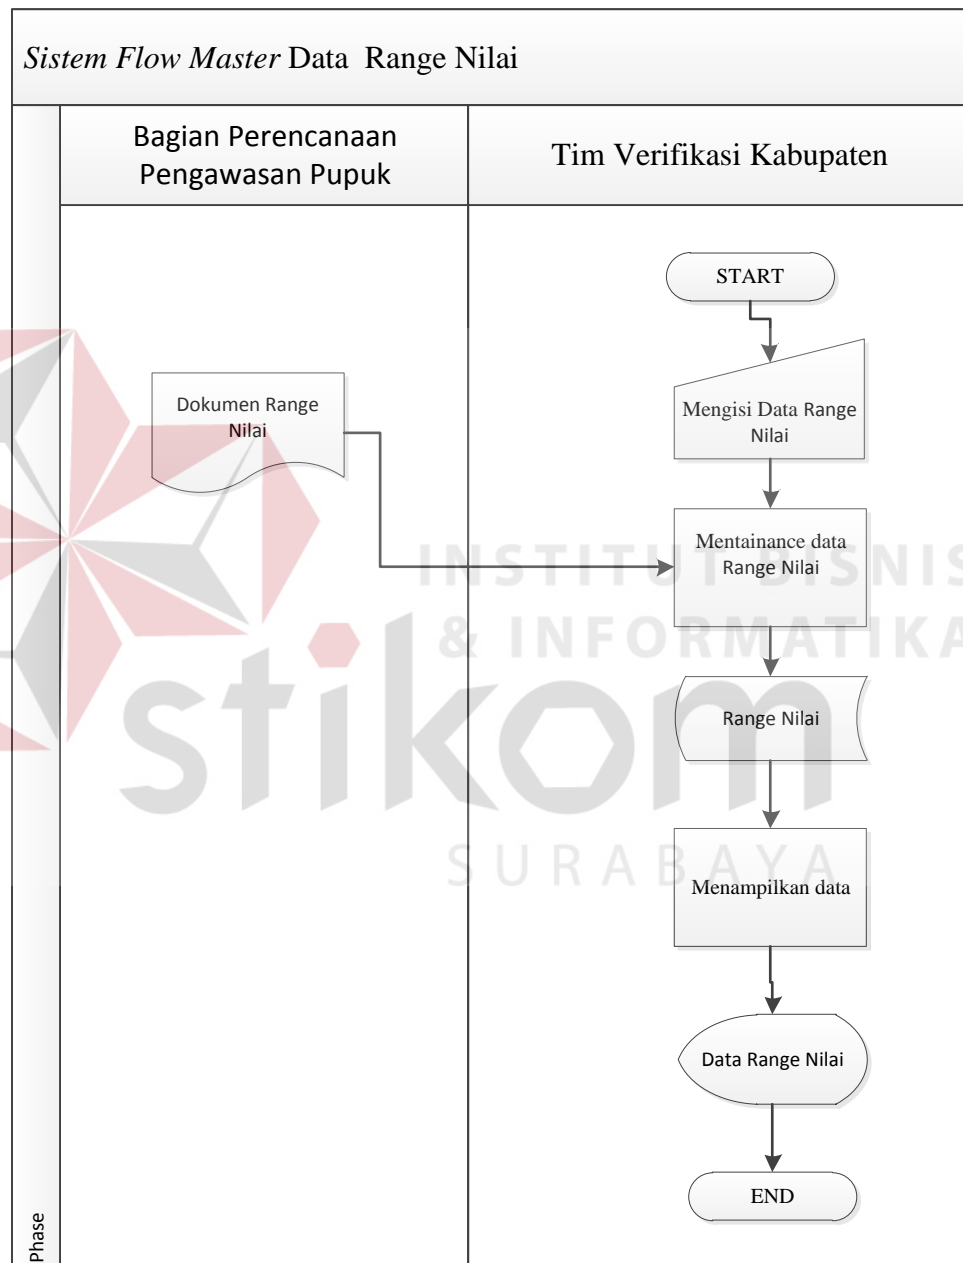 Sistem Flow Master Data Range Nilai
Bagian Perencanaan
Pengawasan Pupuk
Tim Verifikasi Kabupaten
START
Dokumen Range
Nilai
Mengisi Data Range
Nilai
Mentainance data
Range Nilai
Range Nilai
Menampilkan data
Data Range Nilai
END
Phase
INSTITUT BISNIS
& INFORMATIKA
stikom
SURABAYA